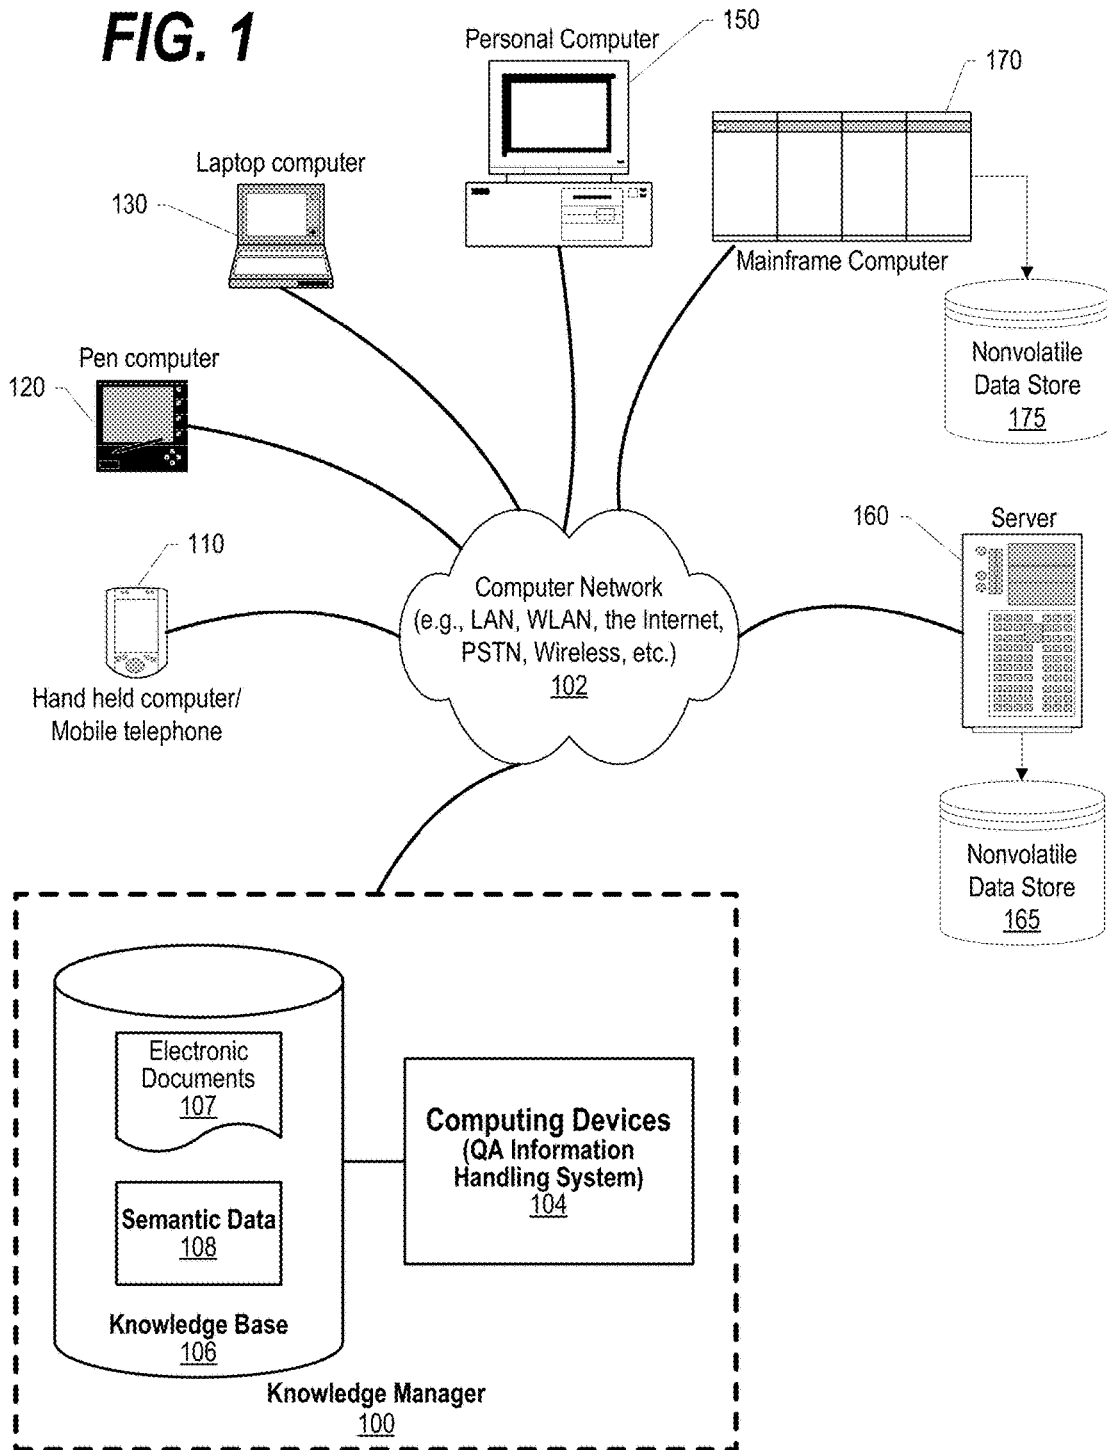 FIG. 1
Personal Computer
150
170
Laptop computer
130
Mainframe Computer
Nonvolatile
Data Store
175
Pen computer
120
160
Server
110
Computer Network
(e.g., LAN, WLAN, the Internet,
PSTN, Wireless, etc.)
102
Hand held computer/
Mobile telephone
Nonvolatile
Data Store
165
Electronic
Documents
107
Semantic Data
108
Knowledge Base
106
Computing Devices
(QA Information
Handling System)
104
Knowledge Manager
100